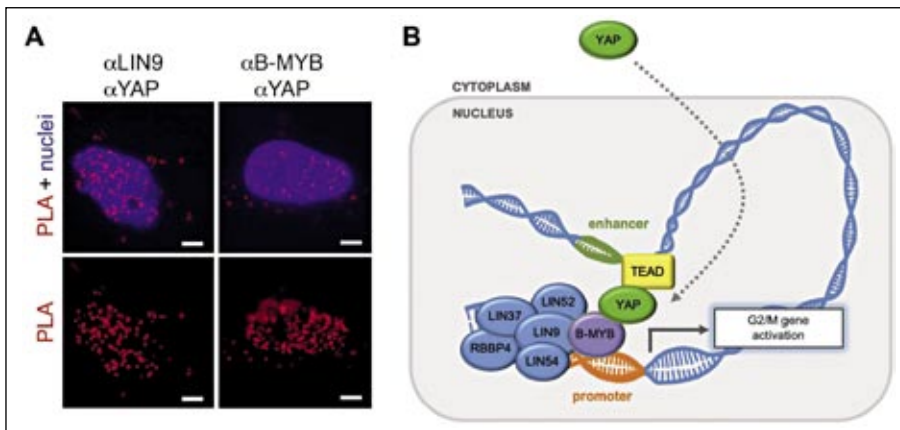 A
αLIN9
αYAP
αB-MYB
αYAP
PLA + nuclei
PLA
B
YAP
CYTOPLASM
NUCLEUS
enhancer
TEAD
YAP
LIN52
LIN37
LIN9
B-MYB
RBBP4
LIN54
G2/M gene
activation
promoter